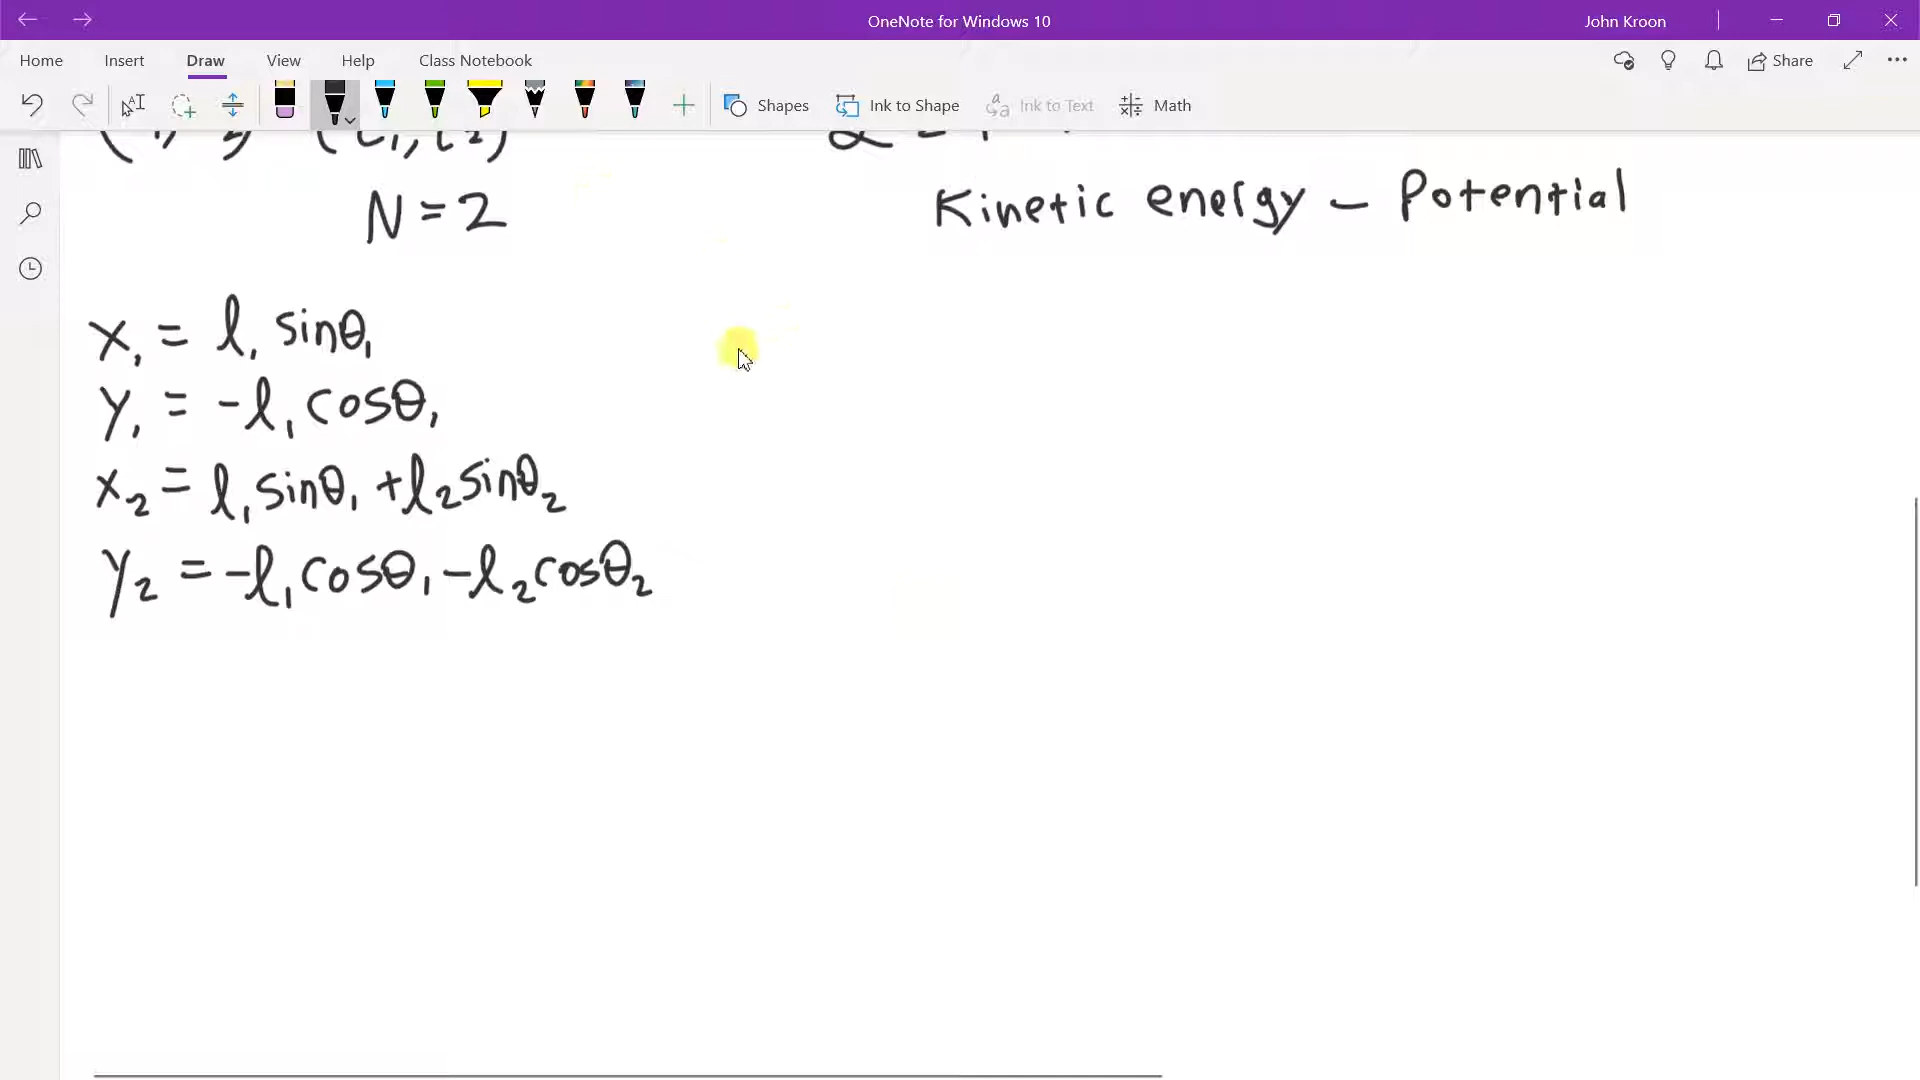 OneNote for Windows 10
John Kroon
Home Insert Draw View Help Class Notebook
Share
Shapes Ink to Shape Ink to Text Math
N = 2
Kinetic energy - Potential
x₁ = l₁ sinθ₁
y₁ = -l₁ cosθ₁
x₂ = l₁ sinθ₁ + l₂ sinθ₂
y₂ = -l₁ cosθ₁ - l₂ cosθ₂